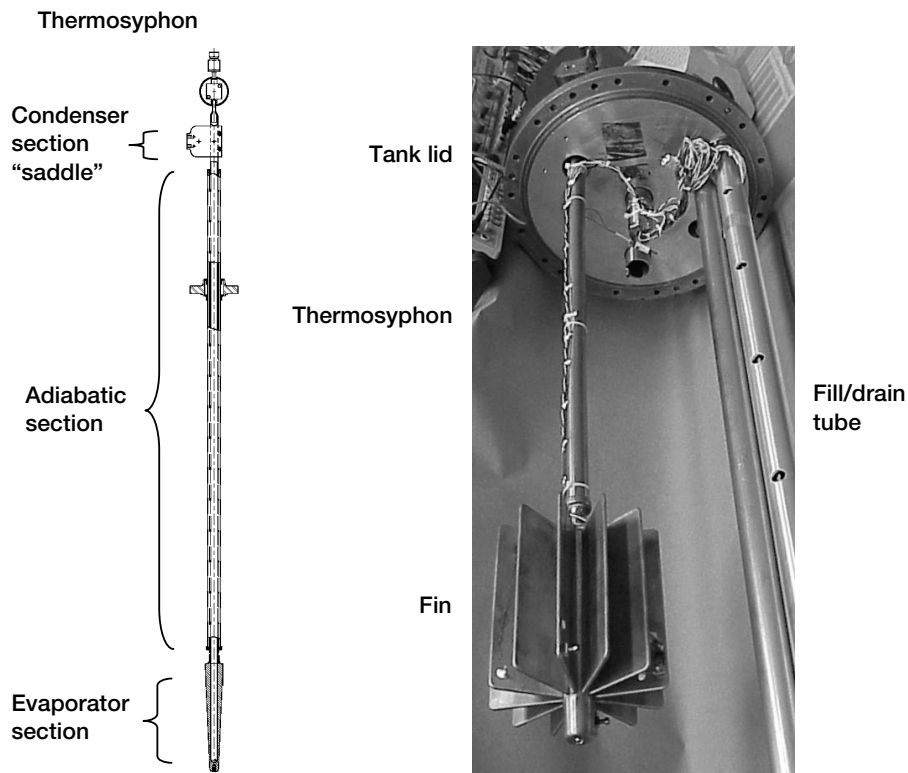 Thermosyphon
Condenser
section
“saddle”
Adiabatic
section
Evaporator
section
Tank lid
Thermosyphon
Fin
Fill/drain
tube